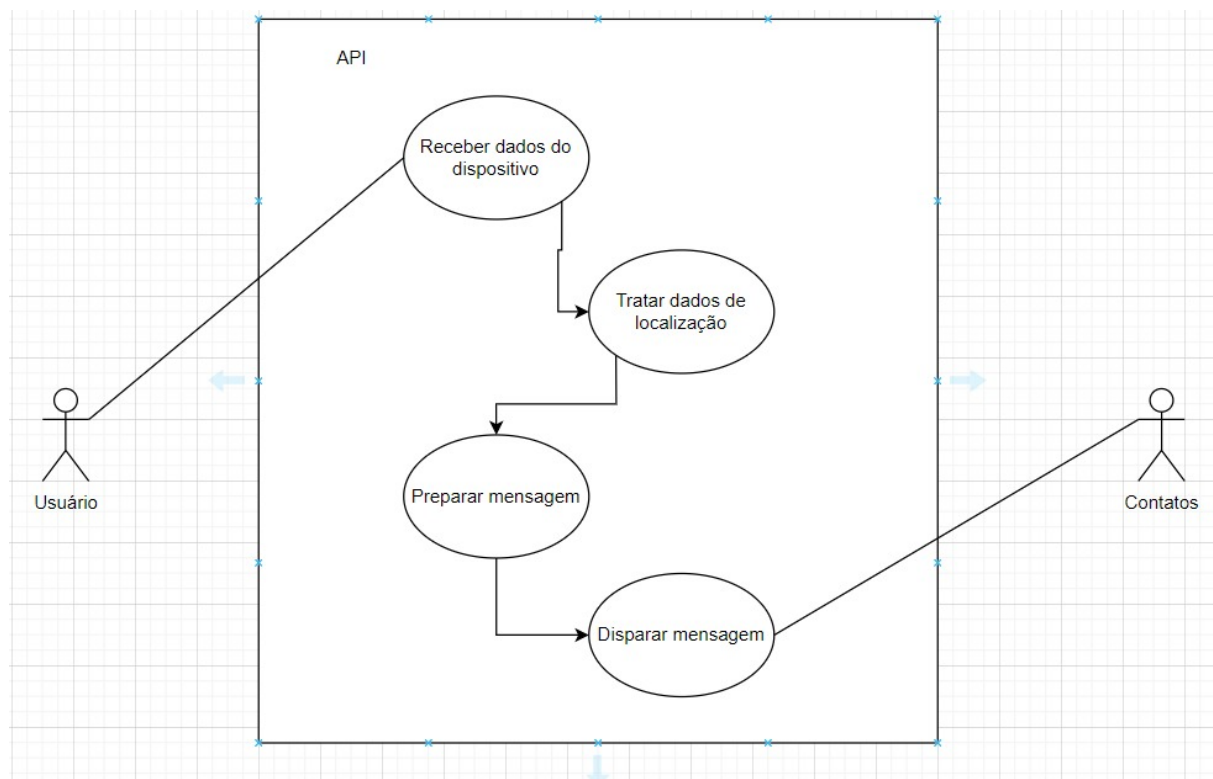 API
Receber dados do
dispositivo
Tratar dados de
localização
Usuário
Preparar mensagem
Contatos
Disparar mensagem